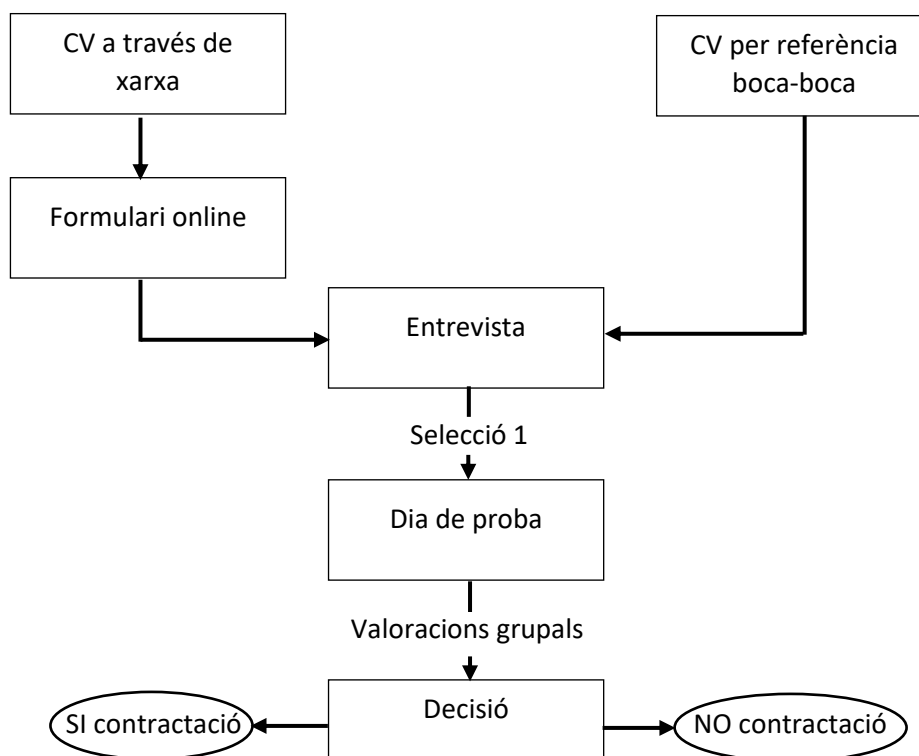 CV a través de
xarxa
CV per referència
boca-boca
Formulari online
Entrevista
Selecció 1
Dia de proba
Valoracions grupals
Decisió
SI contractació
NO contractació